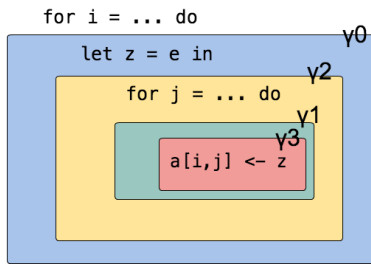 for i = ... do
γ0
let z = e in
γ2
for j = ... do
γ1
γ3
a[i,j] <- z